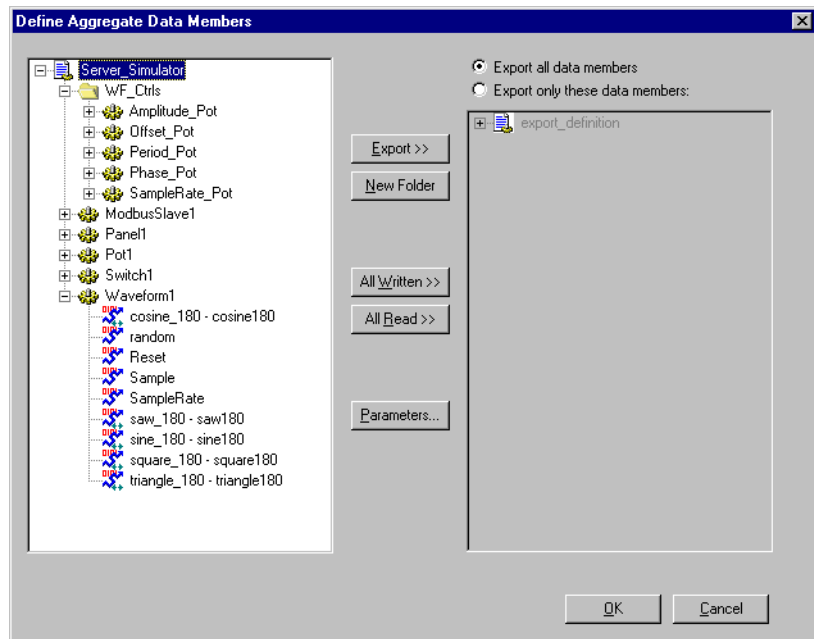 Define Aggregate Data Members
Server_Simulator
WF_Ctrls
Amplitude_Pot
Offset_Pot
Period_Pot
Phase_Pot
SampleRate_Pot
ModbusSlave1
Panel1
Pot1
Switch1
Waveform1
cosine_180 - cosine180
random
Reset
Sample
SampleRate
saw_180 - saw180
sine_180 - sine180
square_180 - square180
triangle_180 - triangle180
Export >>
New Folder
All Written >>
All Read >>
Parameters...
Export all data members
Export only these data members:
export_definition
OK
Cancel